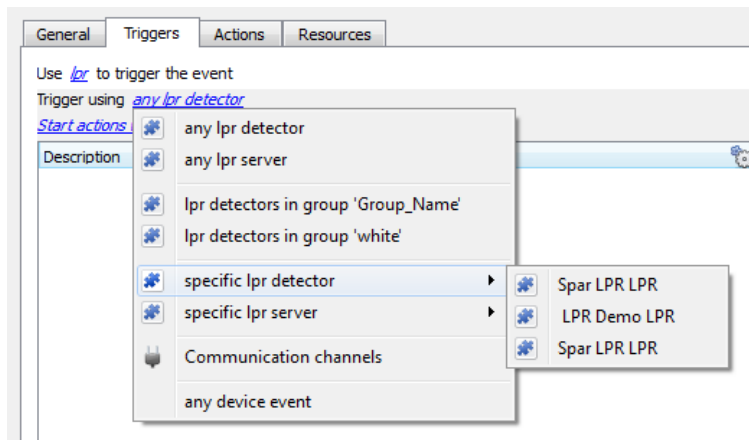 General Triggers Actions Resources
Use lpr to trigger the event
Trigger using any lpr detector
Start actions
Description
any lpr detector
any lpr server
lpr detectors in group 'Group_Name'
lpr detectors in group 'white'
specific lpr detector
specific lpr server
Communication channels
any device event
Spar LPR LPR
LPR Demo LPR
Spar LPR LPR